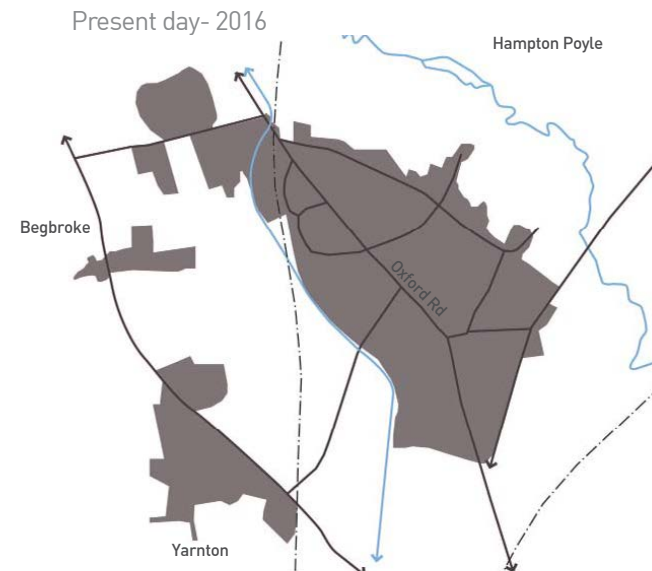 Present day- 2016
Hampton Poyle
Begbroke
Oxford Rd
Yarnton